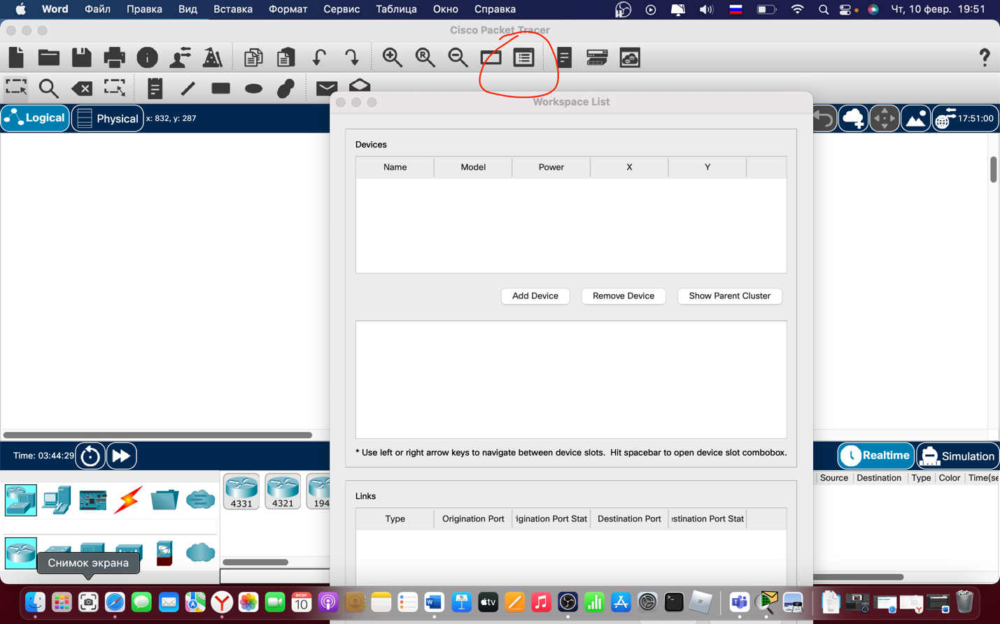 Word Файл Правка Вид Вставка Формат Сервис Таблица Окно Справка Чт, 10 февр. 19:51
Cisco Packet Tracer
R
?
Workspace List
Logical Physical x: 832, y: 287 17:51:00
Devices
Name Model Power X Y
Add Device Remove Device Show Parent Cluster
* Use left or right arrow keys to navigate between device slots. Hit spacebar to open device slot combobox.
Time: 03:44:29 Realtime Simulation
Source Destination Type Color Time(se
4331 4321 194
Links
Type Origination Port igination Port Stat Destination Port estination Port Stat
Снимок экрана
ФЕВР.
10
tv